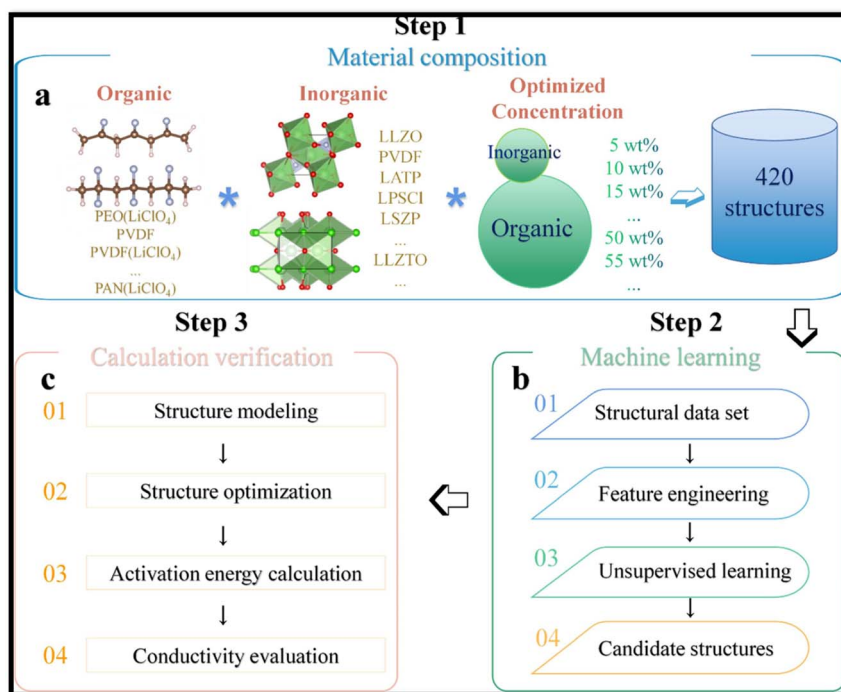 Step 1
Material composition
a
Organic
PEO(LiClO₄)
PVDF
PVDF(LiClO₄)
...
PAN(LiClO₄)
*
Inorganic
LLZO
PVDF
LATP
LPSCI
LSZP
...
LLZTO
...
*
Optimized
Concentration
Inorganic
Organic
5 wt%
10 wt%
15 wt%
...
50 wt%
55 wt%
...
420
structures
Step 2
Machine learning
b
01
Structural data set
02
Feature engineering
03
Unsupervised learning
04
Candidate structures
Step 3
Calculation verification
c
01
Structure modeling
02
Structure optimization
03
Activation energy calculation
04
Conductivity evaluation